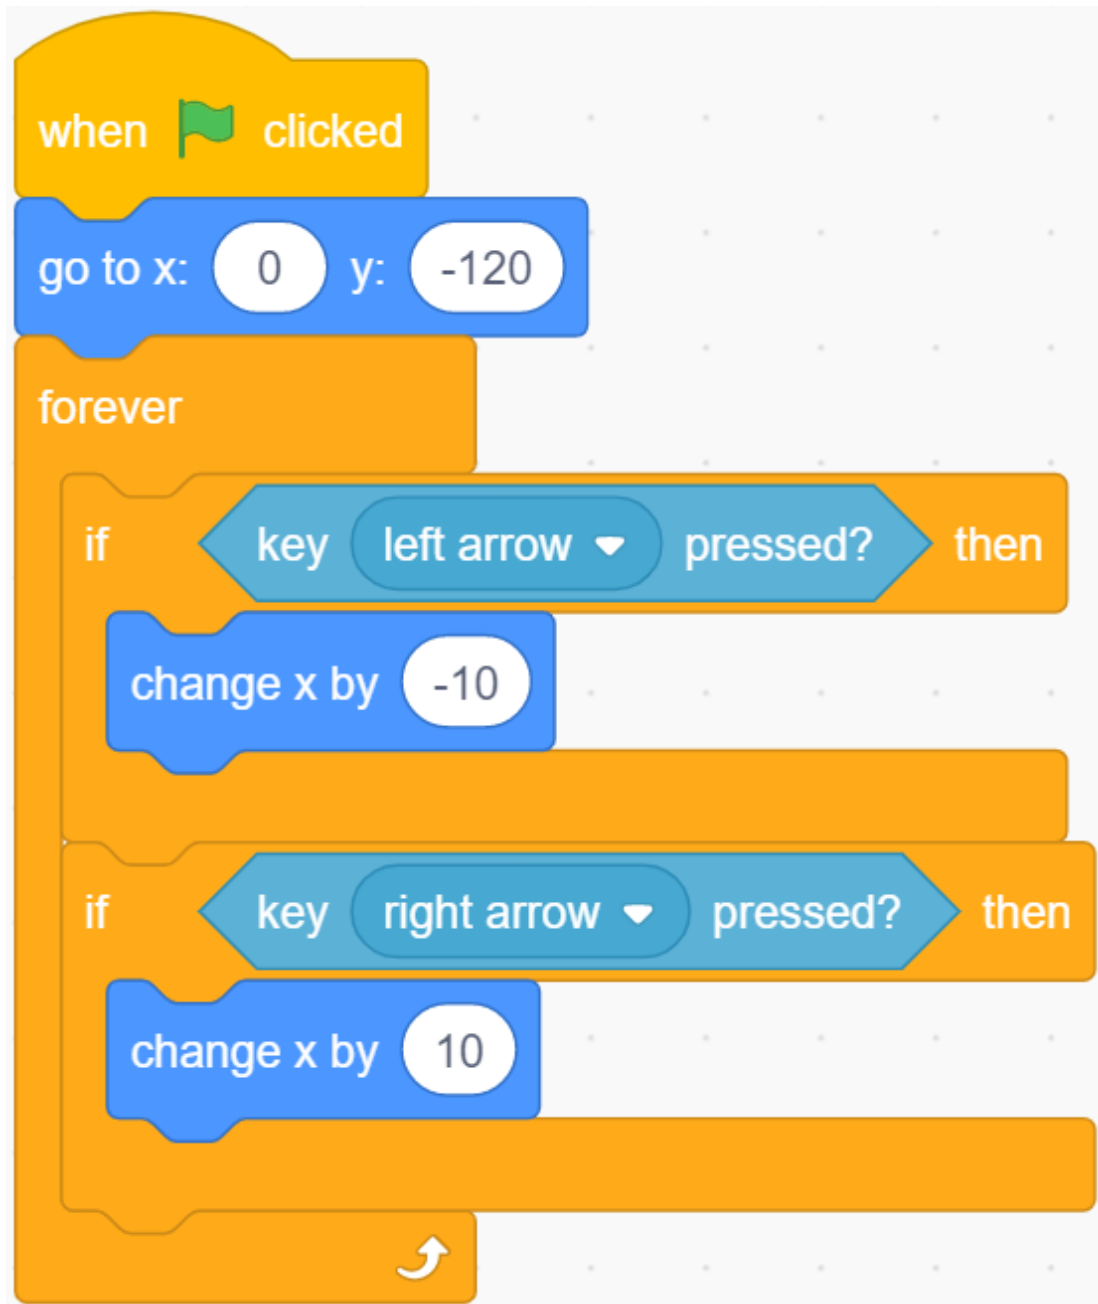 when clicked
go to x: 0 y: -120
forever
if key left arrow pressed? then
change x by -10
if key right arrow pressed? then
change x by 10